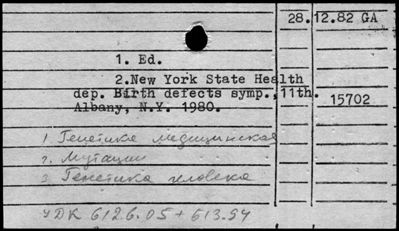 28.12.82 GA
1. Ed.
2.New York State Health
dep. Birth defects symp.,11th.
Albany, N.Y. 1980.
15702
1. Генетика медицинская
2. Мутации
3. Генетика человека
УДК 612.6.05+613.94